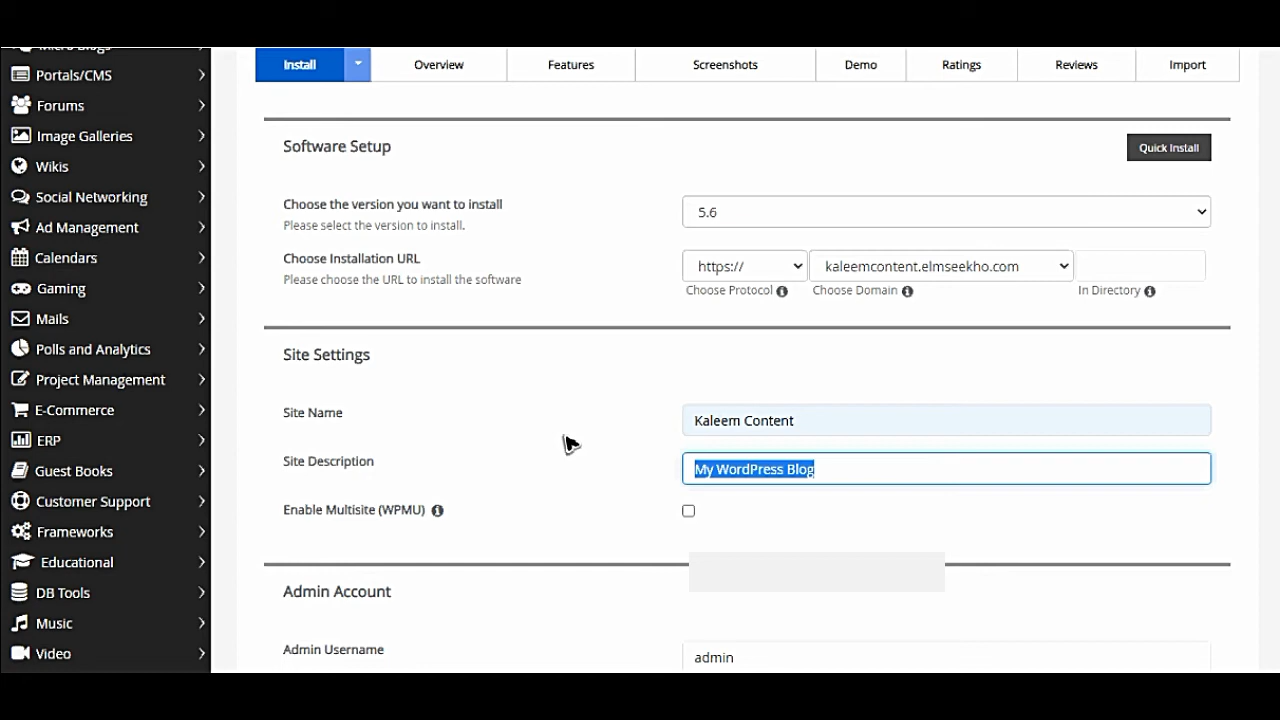 Micro Blogs
Portals/CMS
Forums
Image Galleries
Wikis
Social Networking
Ad Management
Calendars
Gaming
Mails
Polls and Analytics
Project Management
E-Commerce
ERP
Guest Books
Customer Support
Frameworks
Educational
DB Tools
Music
Video
Install Overview Features Screenshots Demo Ratings Reviews Import
Software Setup Quick Install
Choose the version you want to install
Please select the version to install.
5.6
Choose Installation URL
Please choose the URL to install the software
https:// kaleemcontent.elmseekho.com
Choose Protocol Choose Domain In Directory
Site Settings
Site Name Kaleem Content
Site Description My WordPress Blog
Enable Multisite (WPMU)
Admin Account
Admin Username admin